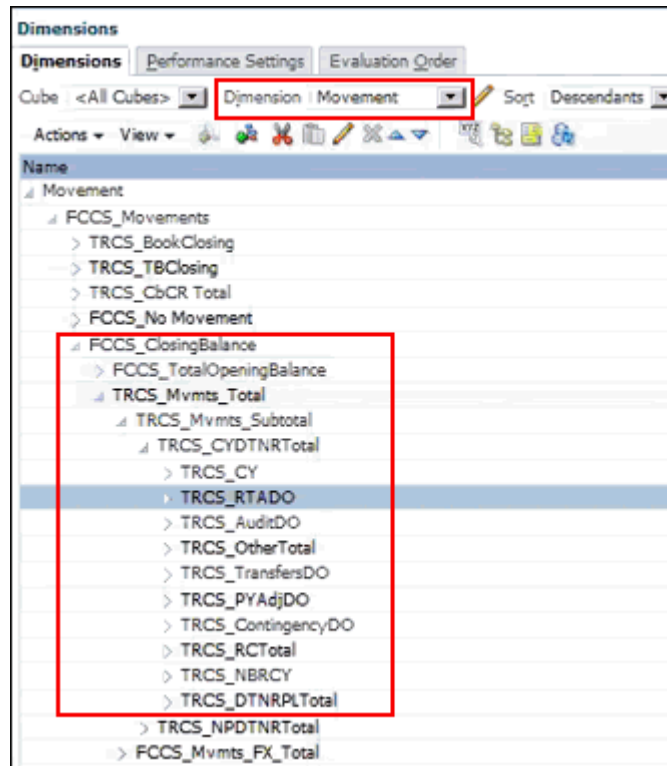 Dimensions
Dimensions Performance Settings Evaluation Order
Cube <All Cubes> Dimension Movement Sort Descendants
Actions View
Name
Movement
FCCS_Movements
TRCS_BookClosing
TRCS_TBClosing
TRCS_CbCR Total
FCCS_No Movement
FCCS_ClosingBalance
FCCS_TotalOpeningBalance
TRCS_Mvmts_Total
TRCS_Mvmts_Subtotal
TRCS_CYDTNRTotal
TRCS_CY
TRCS_RTADO
TRCS_AuditDO
TRCS_OtherTotal
TRCS_TransfersDO
TRCS_PYAdjDO
TRCS_ContingencyDO
TRCS_RCTotal
TRCS_NBRCY
TRCS_DTNRPLTotal
TRCS_NPDTNRTotal
FCCS_Mvmts_FX_Total